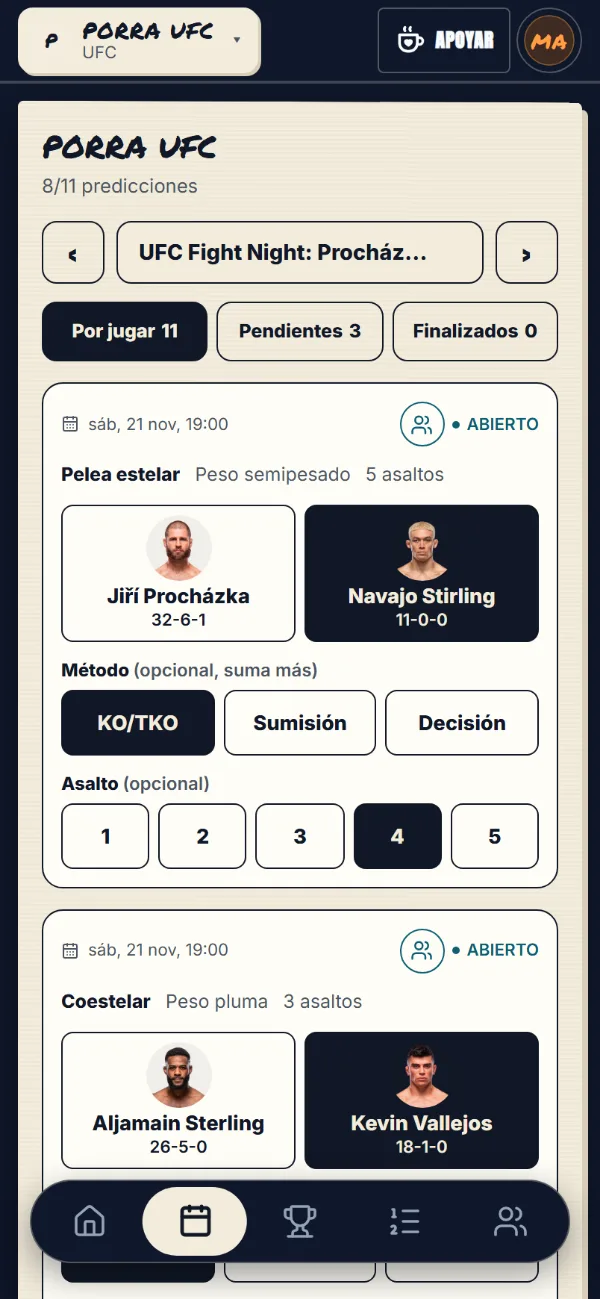 P
PORRA UFC
UFC
▾
APOYAR
MA
PORRA UFC
8/11 predicciones
‹
UFC Fight Night: Procház...
›
Por jugar 11
Pendientes 3
Finalizados 0
sáb, 21 nov, 19:00
• ABIERTO
Pelea estelar Peso semipesado 5 asaltos
Jiří Procházka
32-6-1
Navajo Stirling
11-0-0
Método (opcional, suma más)
KO/TKO
Sumisión
Decisión
Asalto (opcional)
1
2
3
4
5
sáb, 21 nov, 19:00
• ABIERTO
Coestelar Peso pluma 3 asaltos
Aljamain Sterling
26-5-0
Kevin Vallejos
18-1-0
1
2